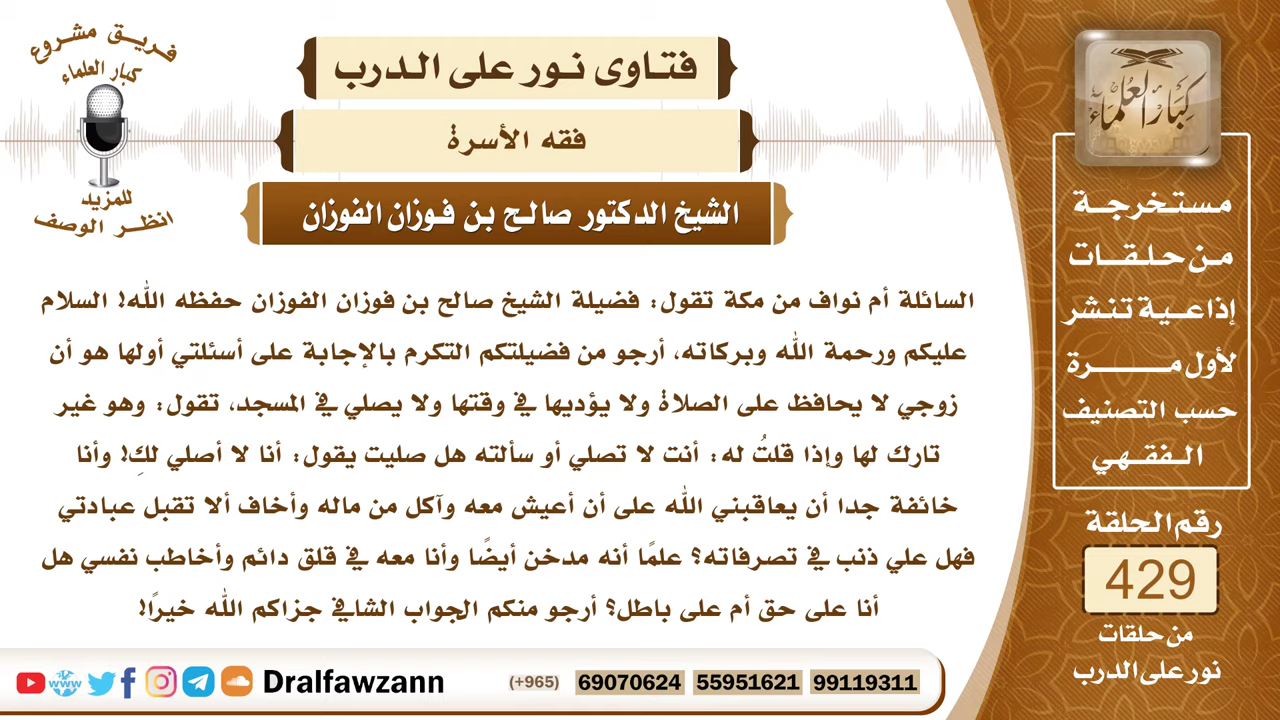 فريق مشروع
كبار العلماء
للمزيد
انظر الوصف
فتاوى نور على الدرب
فقه الأسرة
الشيخ الدكتور صالح بن فوزان الفوزان
السائلة أم نواف من مكة تقول: فضيلة الشيخ صالح بن فوزان الفوزان حفظه الله! السلام
عليكم ورحمة الله وبركاته، أرجو من فضيلتكم التكرم بالإجابة على أسئلتي أولها هو أن
زوجي لا يحافظ على الصلاة ولا يؤديها في وقتها ولا يصلي في المسجد، تقول: وهو غير
تارك لها وإذا قلتُ له: أنت لا تصلي أو سألته هل صليت يقول: أنا لا أصلي لكِ! وأنا
خائفة جدا أن يعاقبني الله على أن أعيش معه وآكل من ماله وأخاف ألا تقبل عبادتي
فهل علي ذنب في تصرفاته؟ علمًا أنه مدخن أيضًا وأنا معه في قلق دائم وأخاطب نفسي هل
أنا على حق أم على باطل؟ أرجو منكم الجواب الشافي جزاكم الله خيرًا!
كِبَارُ العُلَمَاءِ
مستخرجة
من حلقات
إذاعية تنشر
لأول مرة
حسب التصنيف
الفقهي
رقم الحلقة
429
من حلقات
نور على الدرب
www
Dralfawzann
(+965) 69070624 55951621 99119311